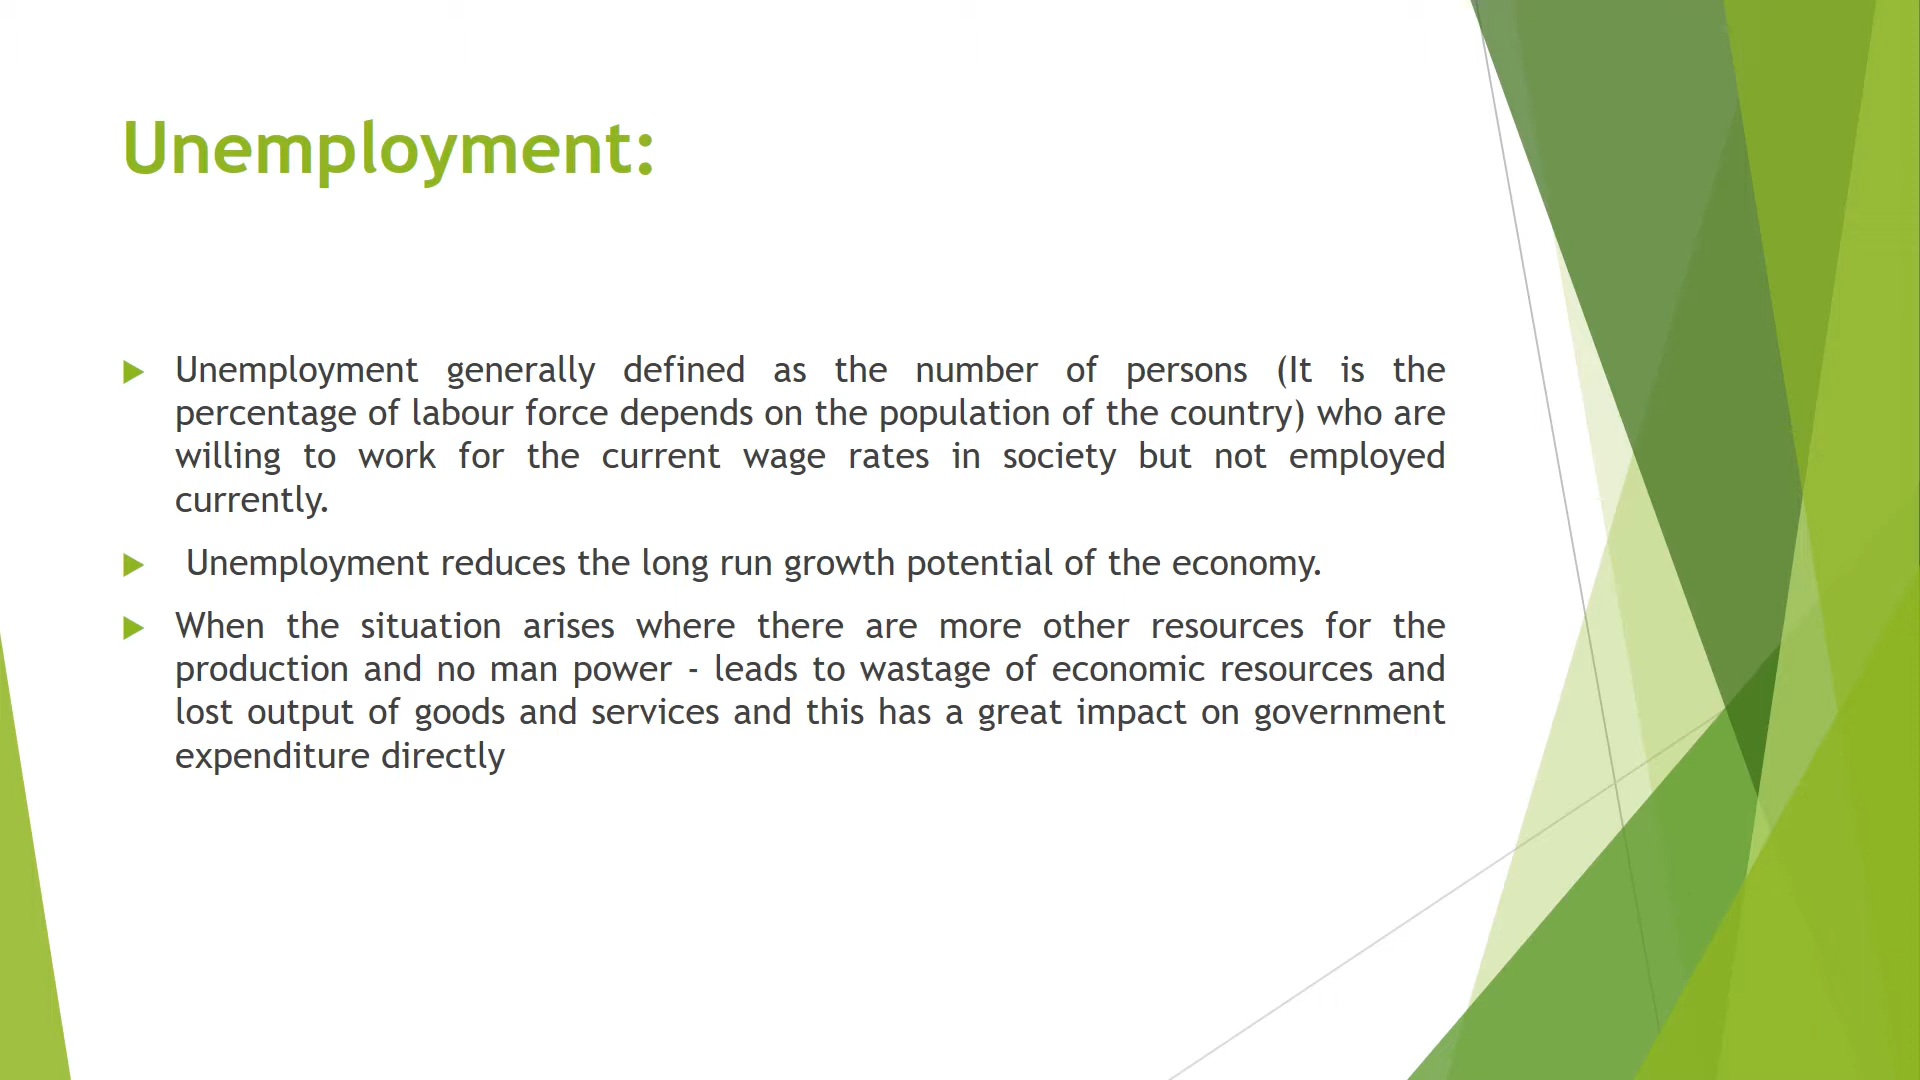 Unemployment:
Unemployment generally defined as the number of persons (It is the
percentage of labour force depends on the population of the country) who are
willing to work for the current wage rates in society but not employed
currently.
Unemployment reduces the long run growth potential of the economy.
When the situation arises where there are more other resources for the
production and no man power - leads to wastage of economic resources and
lost output of goods and services and this has a great impact on government
expenditure directly